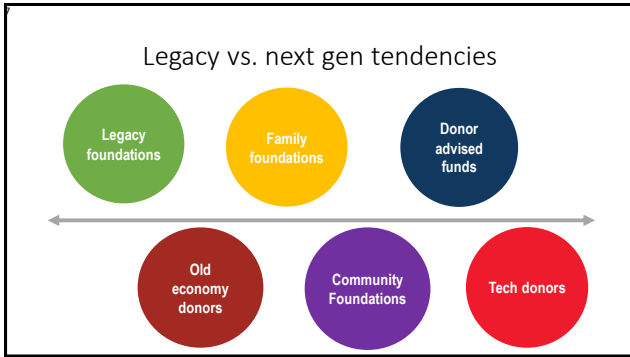 Legacy vs. next gen tendencies
Legacy
foundations
Family
foundations
Donor
advised
funds
Old
economy
donors
Community
Foundations
Tech donors